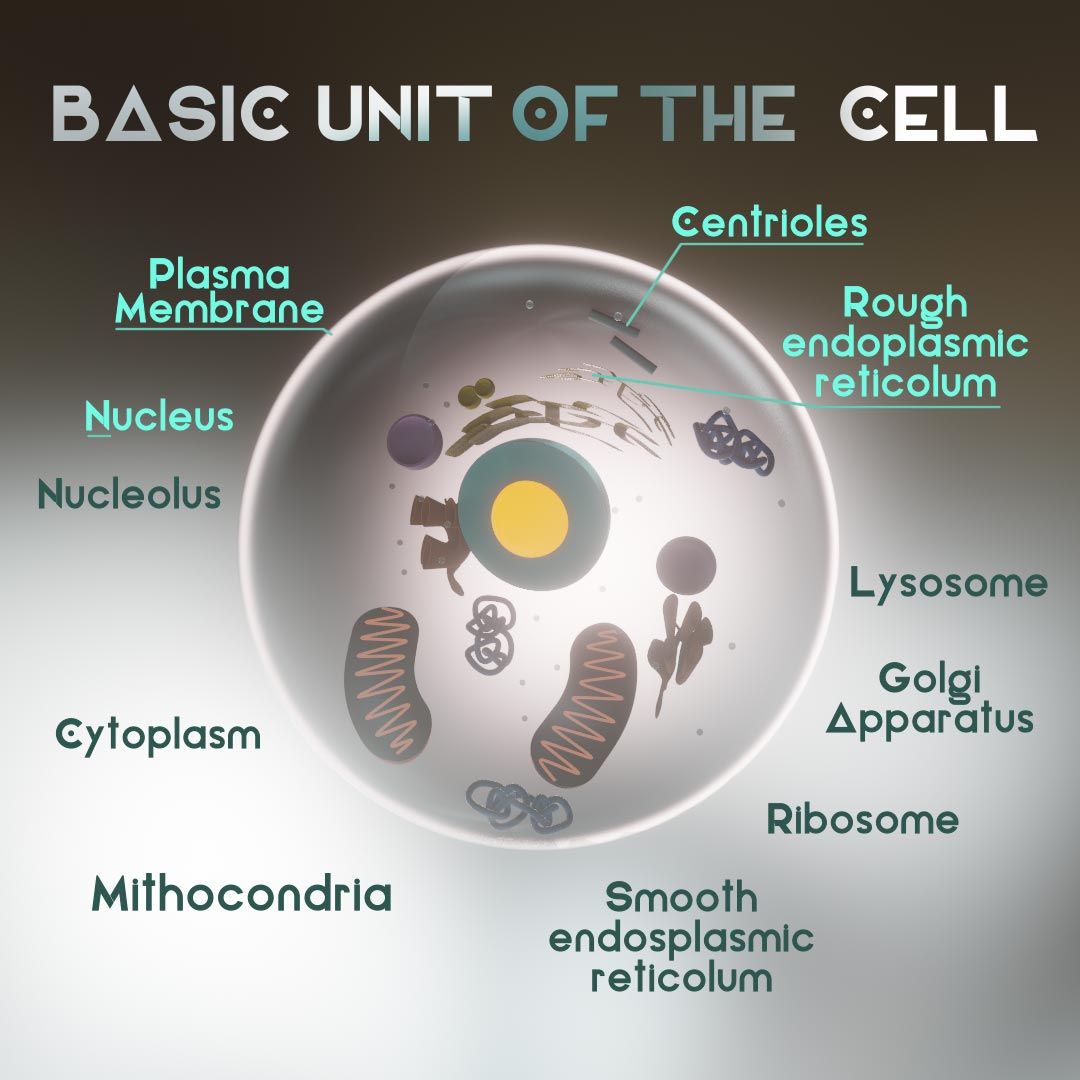 BASIC UNIT OF THE CELL
Centrioles
Plasma
Membrane
Rough
endoplasmic
reticolum
Nucleus
Nucleolus
Lysosome
Golgi
Apparatus
Cytoplasm
Ribosome
Mithocondria
Smooth
endosplasmic
reticolum